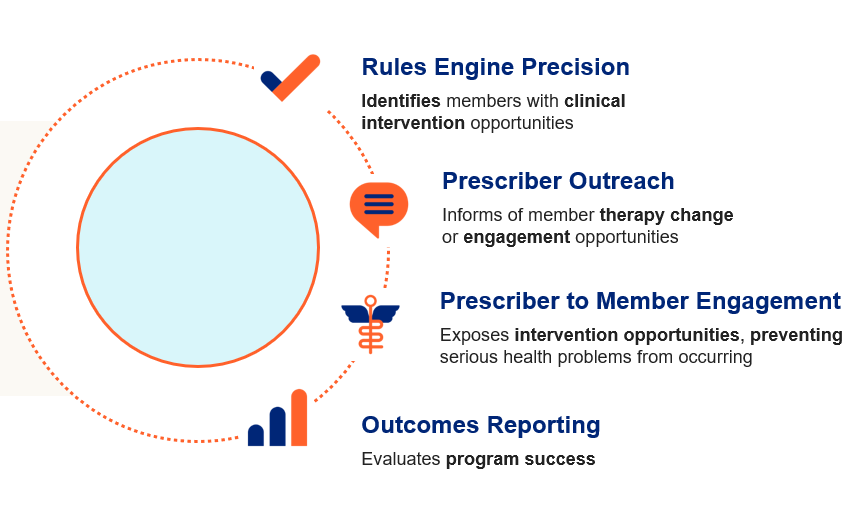 Rules Engine Precision
Identifies members with clinical
intervention opportunities
Prescriber Outreach
Informs of member therapy change
or engagement opportunities
Prescriber to Member Engagement
Exposes intervention opportunities, preventing
serious health problems from occurring
Outcomes Reporting
Evaluates program success